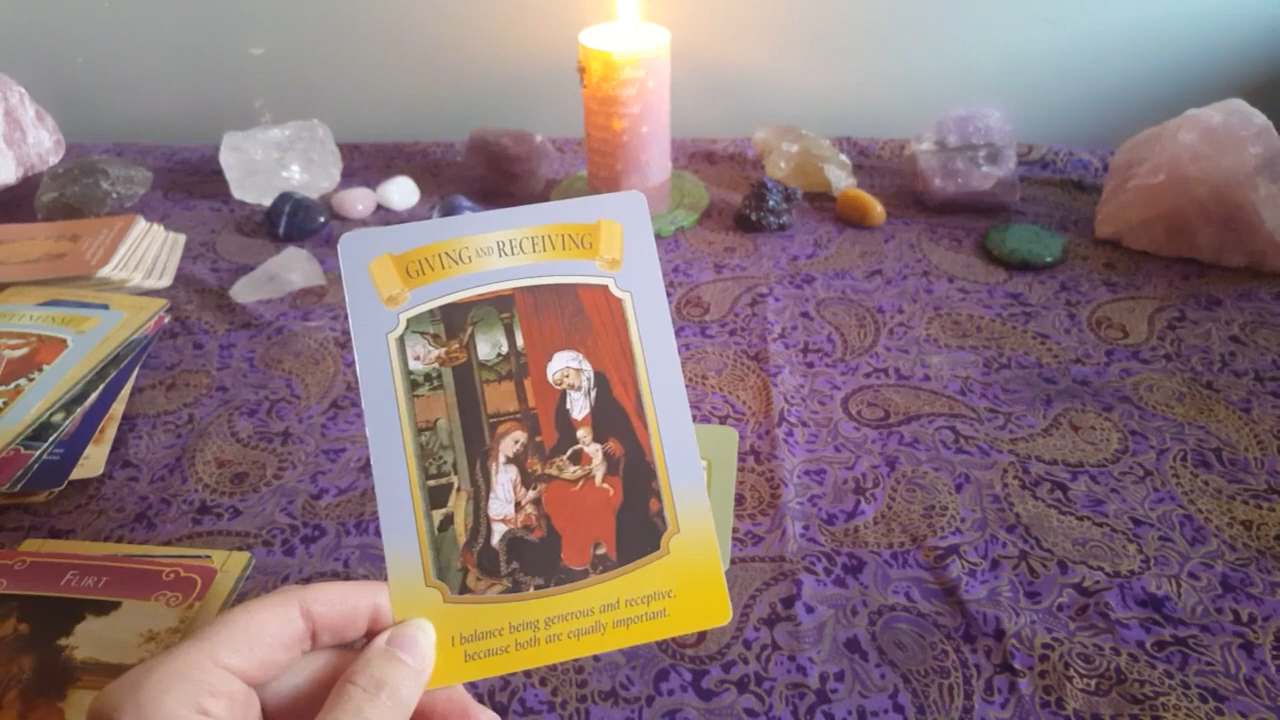 GIVING AND RECEIVING
I balance being generous and receptive,
because both are equally important.
FLIRT